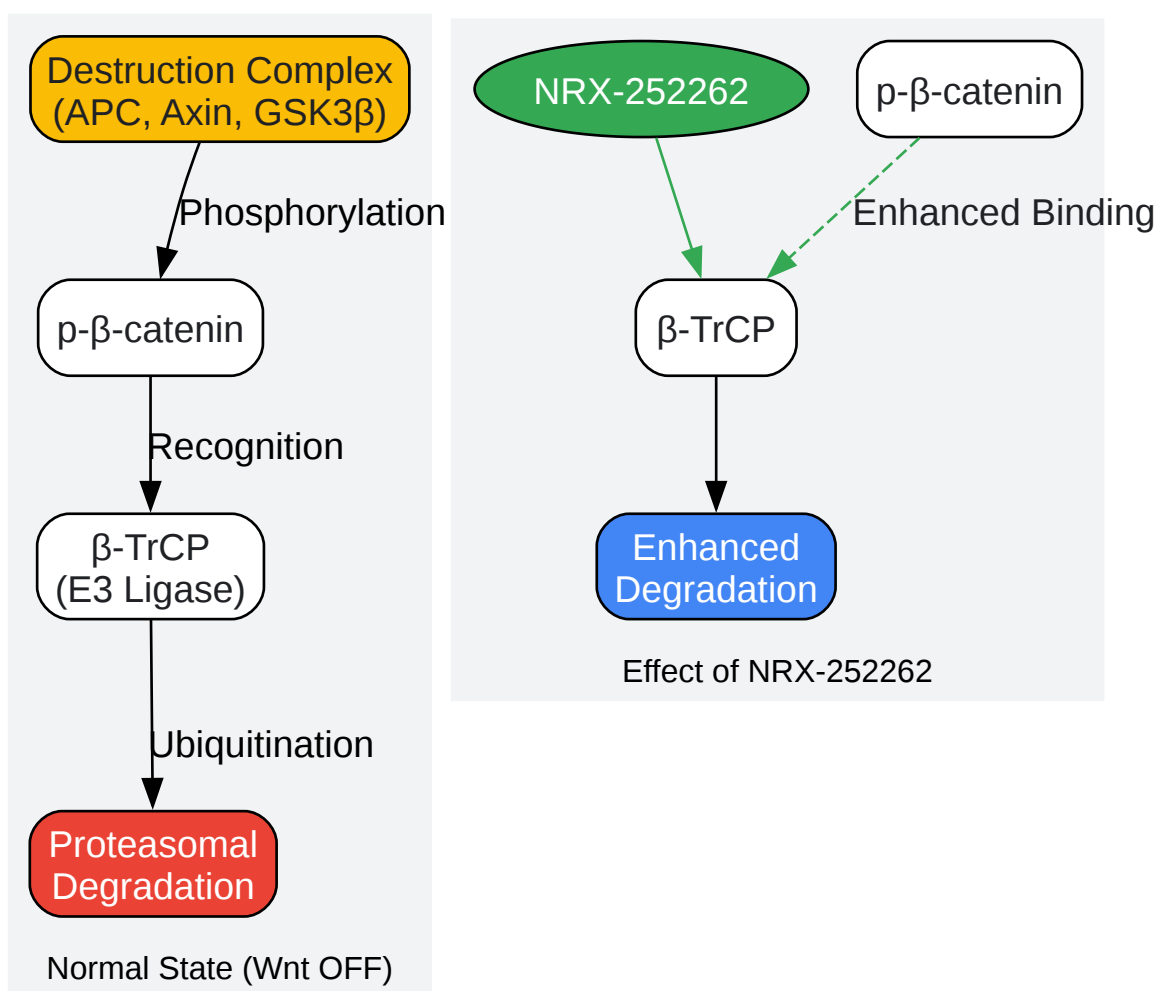 Destruction Complex
(APC, Axin, GSK3β)
Phosphorylation
p-β-catenin
Recognition
β-TrCP
(E3 Ligase)
Ubiquitination
Proteasomal
Degradation
Normal State (Wnt OFF)
NRX-252262
p-β-catenin
Enhanced Binding
β-TrCP
Enhanced
Degradation
Effect of NRX-252262